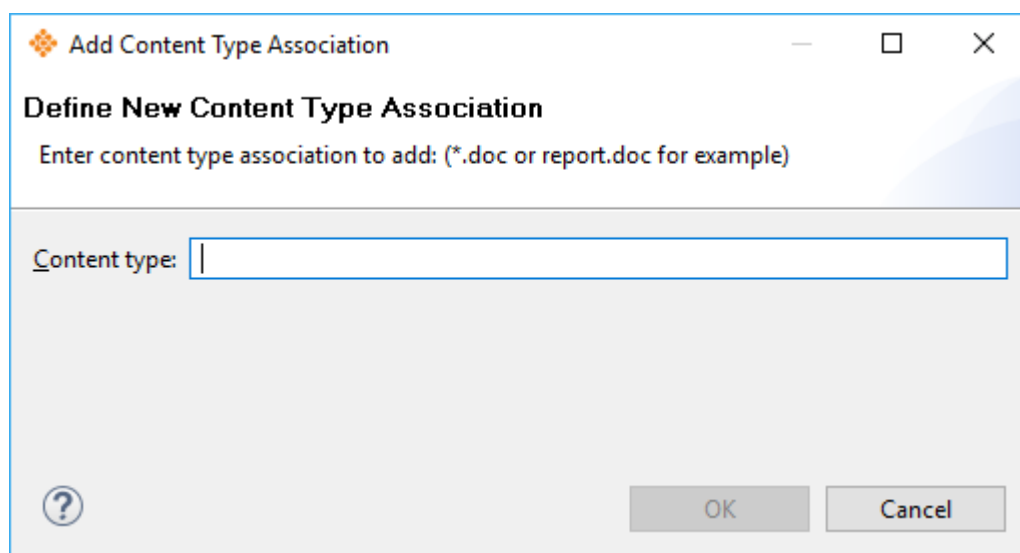 Add Content Type Association
Define New Content Type Association
Enter content type association to add: (*.doc or report.doc for example)
Content type:
?
OK Cancel